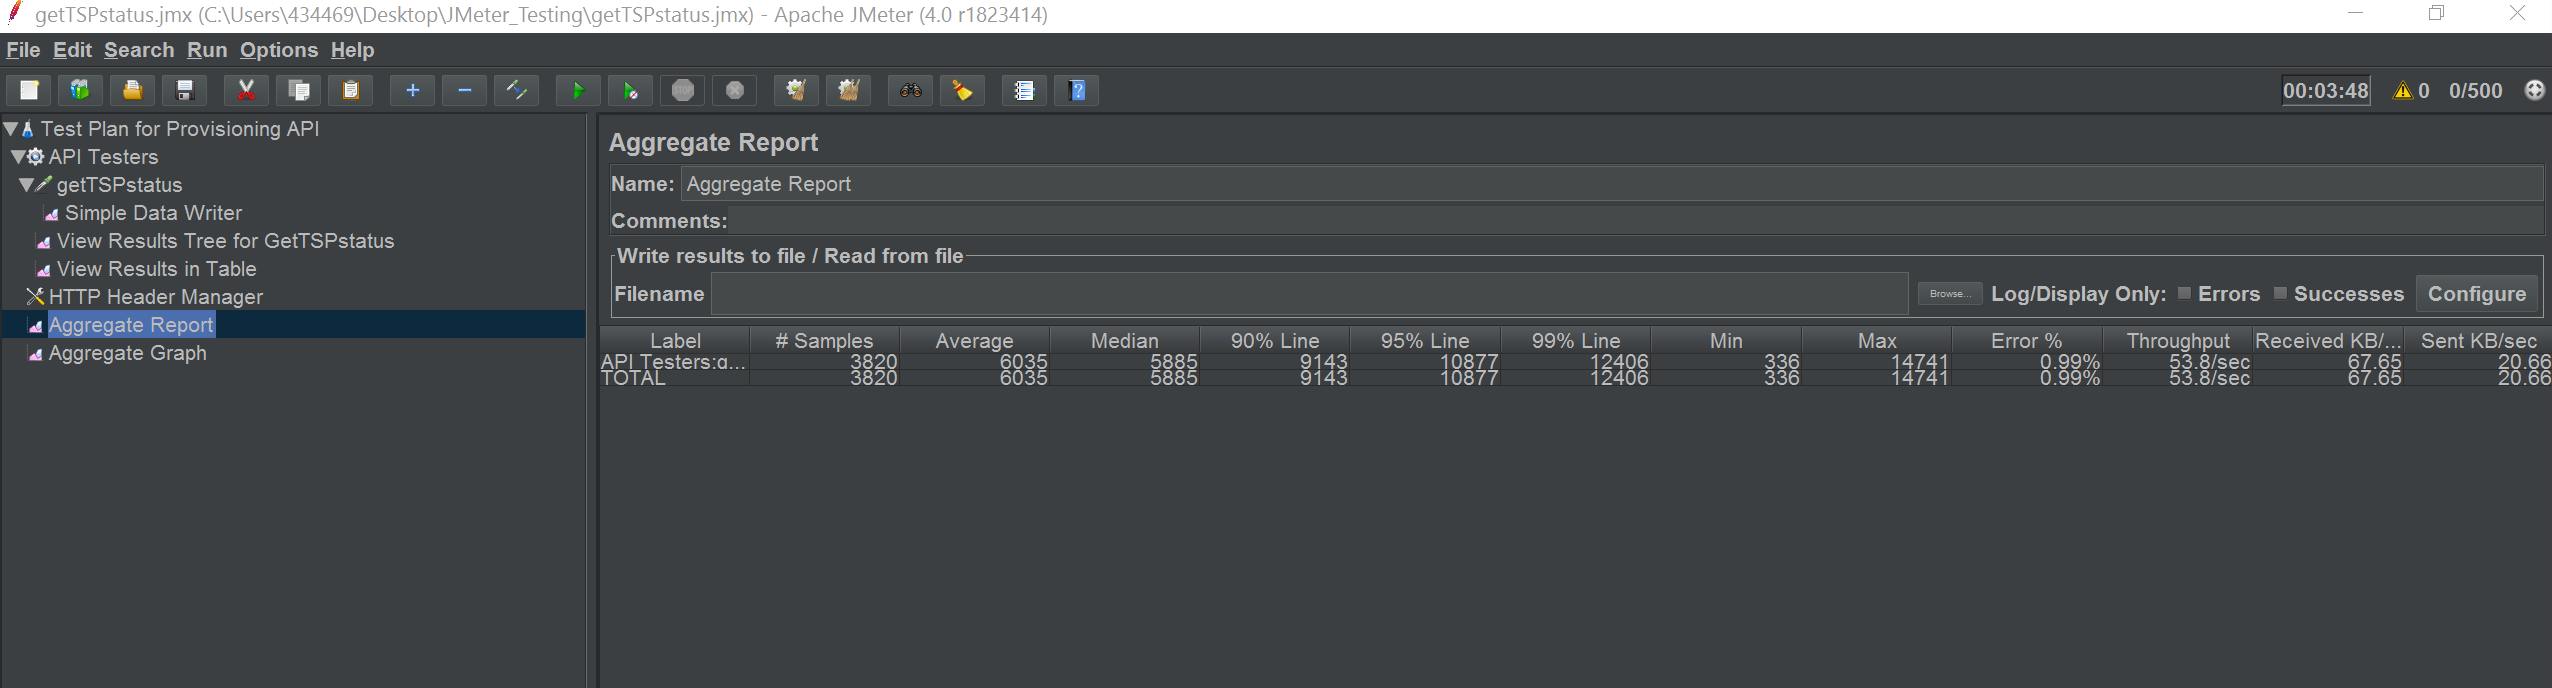 getTSPstatus.jmx (C:\Users\434469\Desktop\JMeter_Testing\getTSPstatus.jmx) - Apache JMeter (4.0 r1823414)
File Edit Search Run Options Help
STOP ? 00:03:48 0 0/500
Test Plan for Provisioning API
API Testers
getTSPstatus
Simple Data Writer
View Results Tree for GetTSPstatus
View Results in Table
HTTP Header Manager
Aggregate Report
Aggregate Graph
Aggregate Report
Name: Aggregate Report
Comments:
Write results to file / Read from file
Filename Browse... Log/Display Only: Errors Successes Configure
Label # Samples Average Median 90% Line 95% Line 99% Line Min Max Error % Throughput Received KB/... Sent KB/sec
API Testers:g... 3820 6035 5885 9143 10877 12406 336 14741 0.99% 53.8/sec 67.65 20.66
TOTAL 3820 6035 5885 9143 10877 12406 336 14741 0.99% 53.8/sec 67.65 20.66